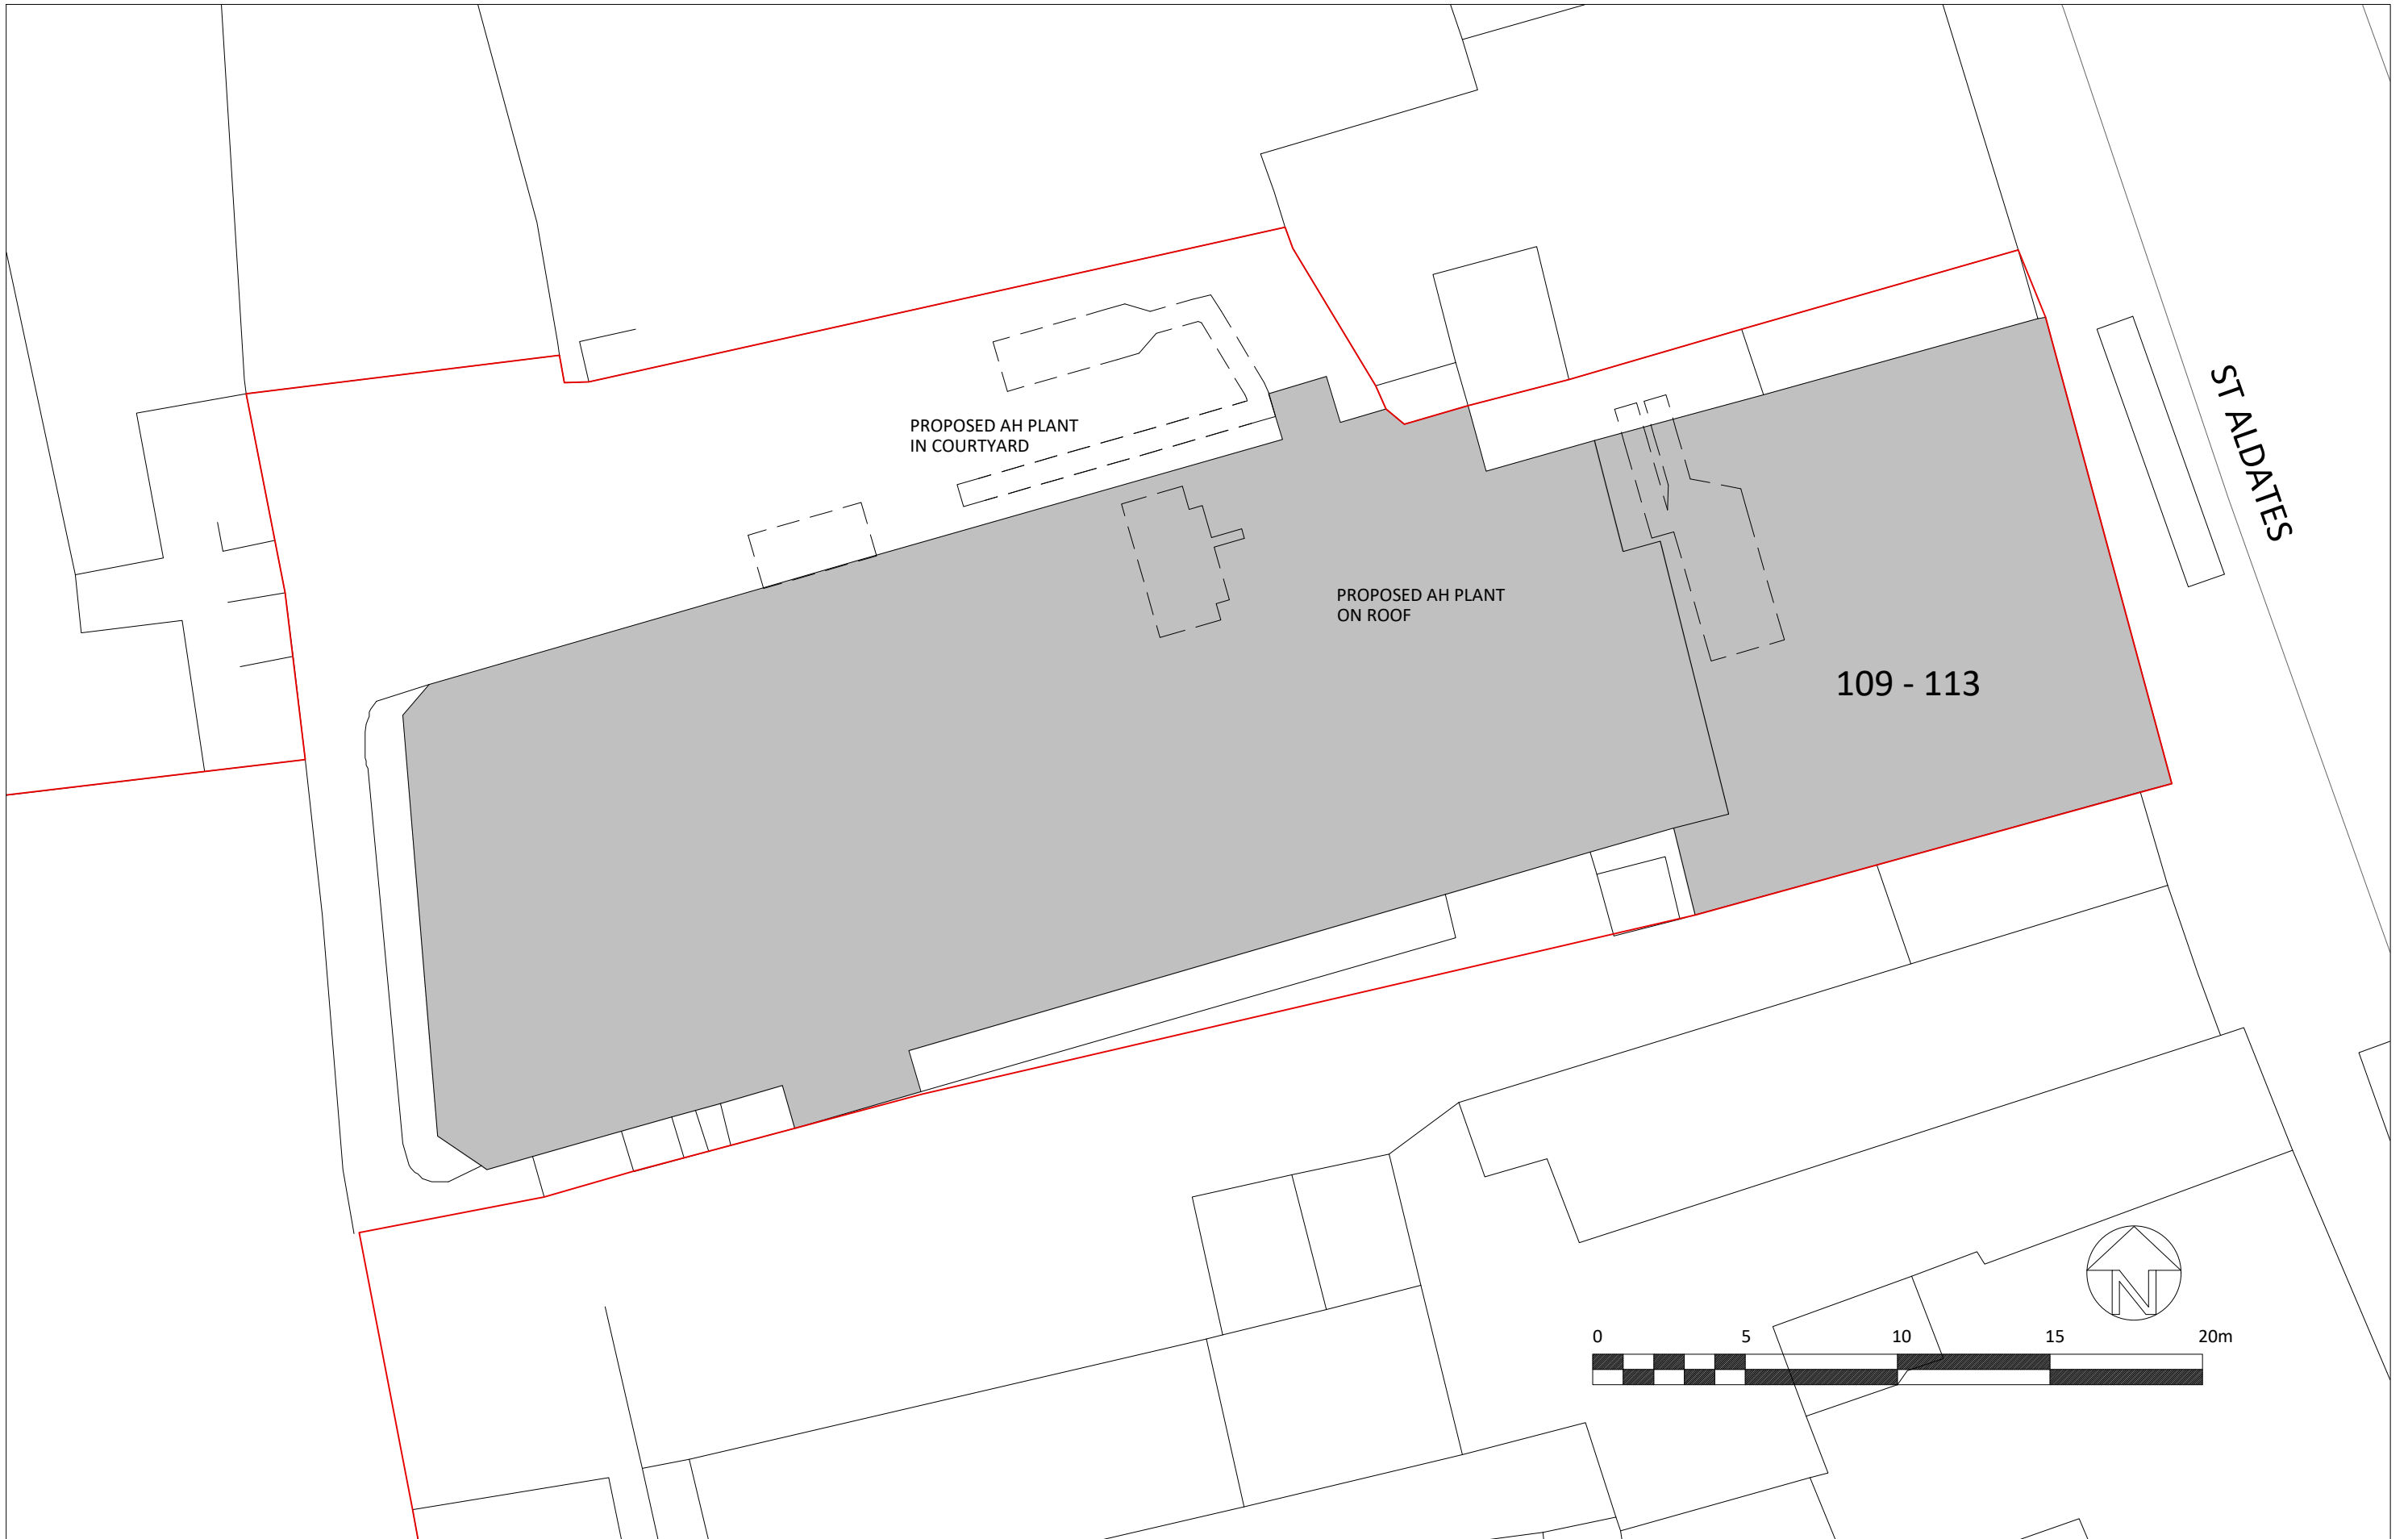 PROPOSED AH PLANT
IN COURTYARD
ST ALDATES
PROPOSED AH PLANT
ON ROOF
109 - 113
N
0 5 10 15 20m